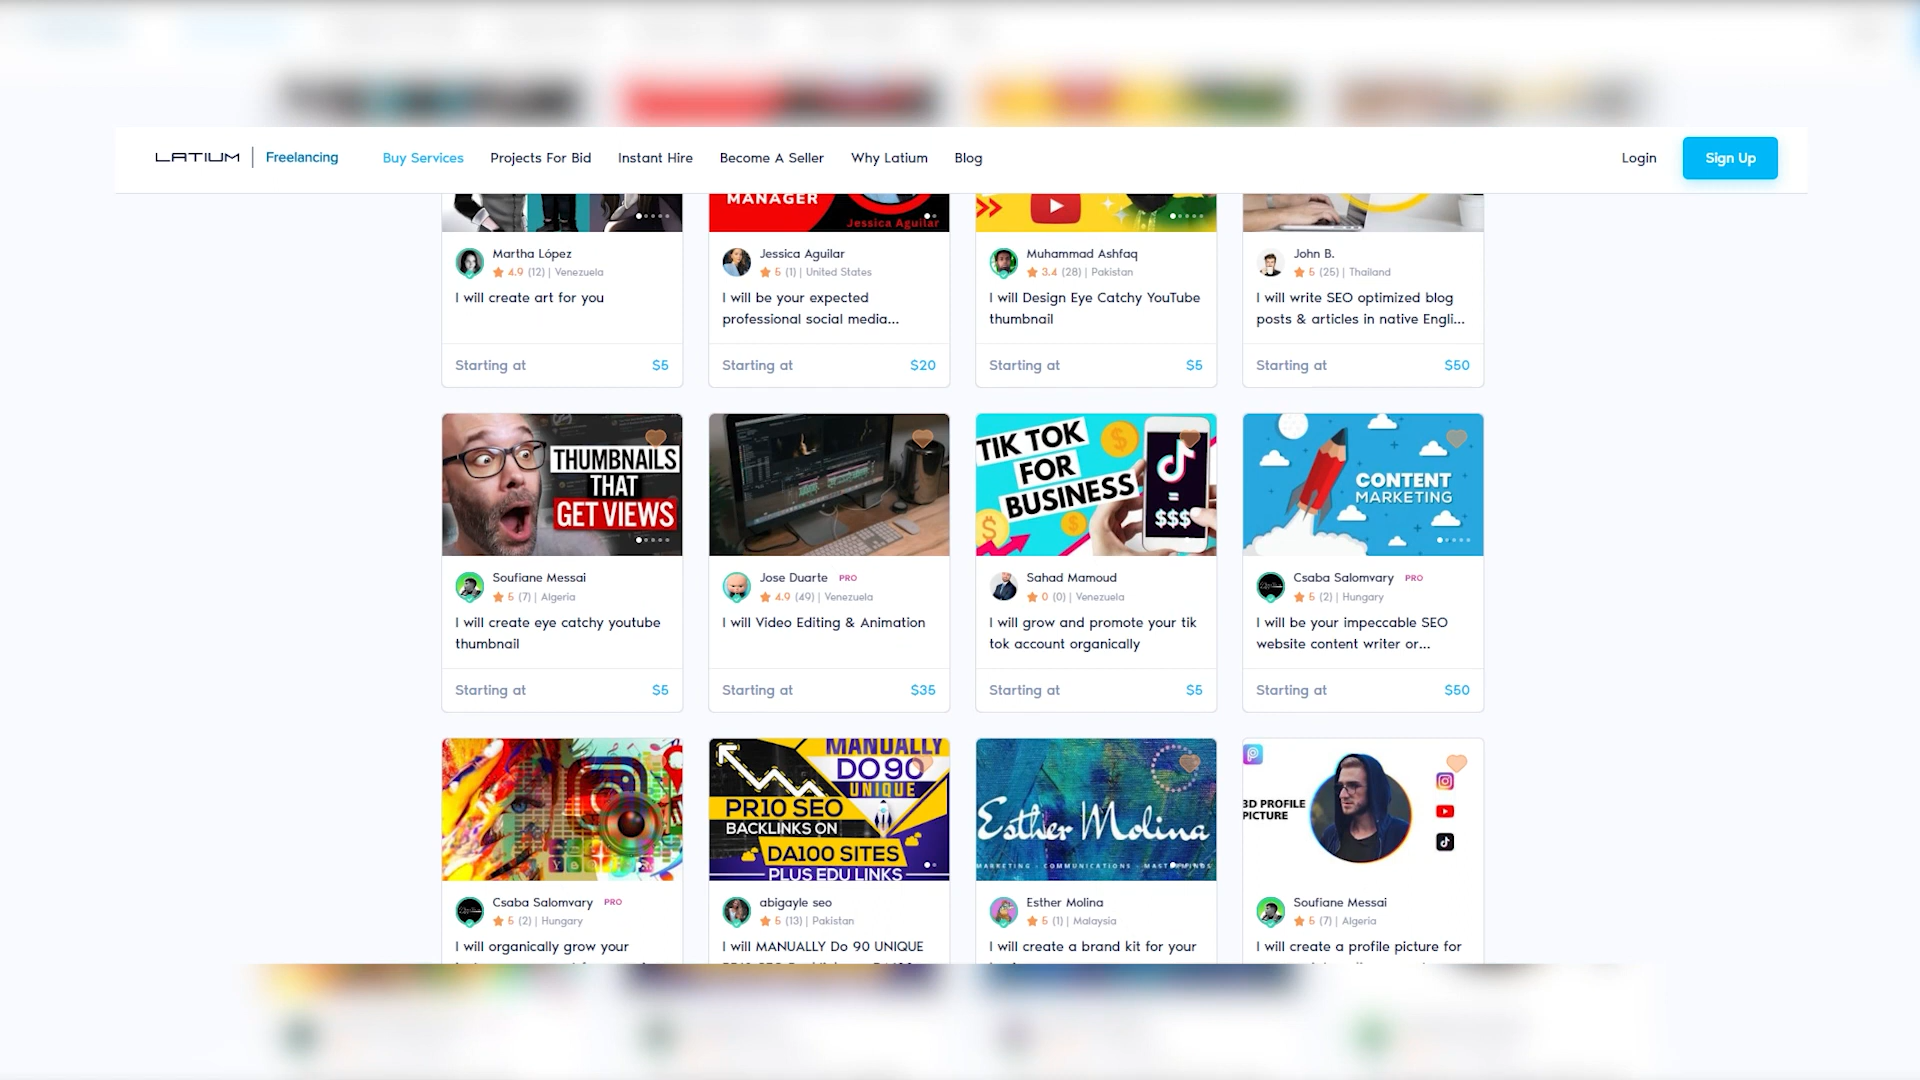 LATIUM | Freelancing
Buy Services
Projects For Bid
Instant Hire
Become A Seller
Why Latium
Blog
Login
Sign Up
Martha López
4.9 (12) | Venezuela
I will create art for you
Starting at $5
MANAGER
Jessica Aguilar
Jessica Aguilar
5 (1) | United States
I will be your expected
professional social media...
Starting at $20
Muhammad Ashfaq
3.4 (28) | Pakistan
I will Design Eye Catchy YouTube
thumbnail
Starting at $5
John B.
5 (25) | Thailand
I will write SEO optimized blog
posts & articles in native Engli...
Starting at $50
THUMBNAILS
THAT
GET VIEWS
Soufiane Messai
5 (7) | Algeria
I will create eye catchy youtube
thumbnail
Starting at $5
Jose Duarte PRO
4.9 (49) | Venezuela
I will Video Editing & Animation
Starting at $35
TIK TOK
FOR
BUSINESS
=
$$$
Sahad Mamoud
0 (0) | Venezuela
I will grow and promote your tik
tok account organically
Starting at $5
CONTENT
MARKETING
Csaba Salomvary PRO
5 (2) | Hungary
I will be your impeccable SEO
website content writer or...
Starting at $50
Csaba Salomvary PRO
5 (2) | Hungary
I will organically grow your
MANUALLY
DO 90
UNIQUE
PR10 SEO
BACKLINKS ON
DA100 SITES
PLUS EDU LINKS
abigayle seo
5 (13) | Pakistan
I will MANUALLY Do 90 UNIQUE
Esther Molina
MARKETING · COMMUNICATIONS ·
Esther Molina
5 (1) | Malaysia
I will create a brand kit for your
3D PROFILE
PICTURE
Soufiane Messai
5 (7) | Algeria
I will create a profile picture for